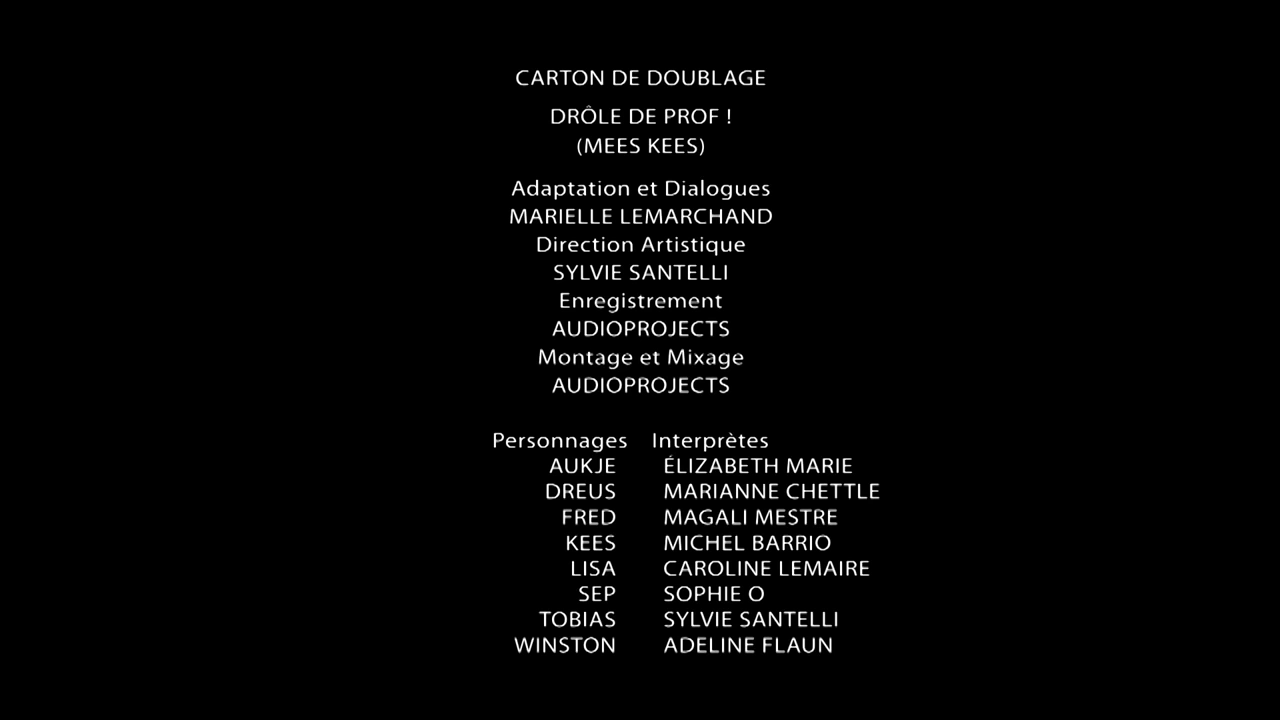 CARTON DE DOUBLAGE
DRÔLE DE PROF !
(MEES KEES)
Adaptation et Dialogues
MARIELLE LEMARCHAND
Direction Artistique
SYLVIE SANTELLI
Enregistrement
AUDIOPROJECTS
Montage et Mixage
AUDIOPROJECTS
Personnages Interprètes
AUKJE ÉLIZABETH MARIE
DREUS MARIANNE CHETTLE
FRED MAGALI MESTRE
KEES MICHEL BARRIO
LISA CAROLINE LEMAIRE
SEP SOPHIE O
TOBIAS SYLVIE SANTELLI
WINSTON ADELINE FLAUN